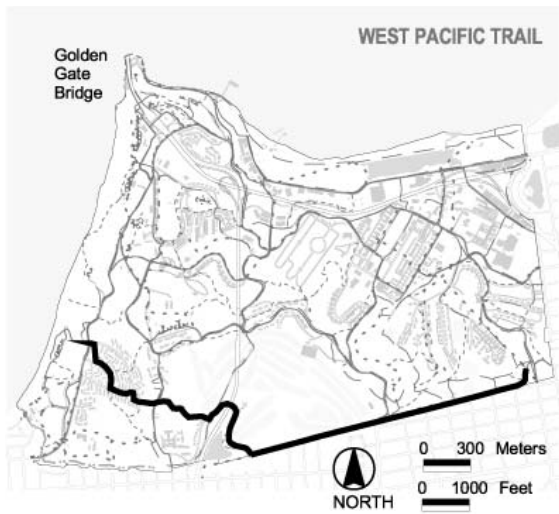 WEST PACIFIC TRAIL
Golden
Gate
Bridge
0 300 Meters
0 1000 Feet
NORTH